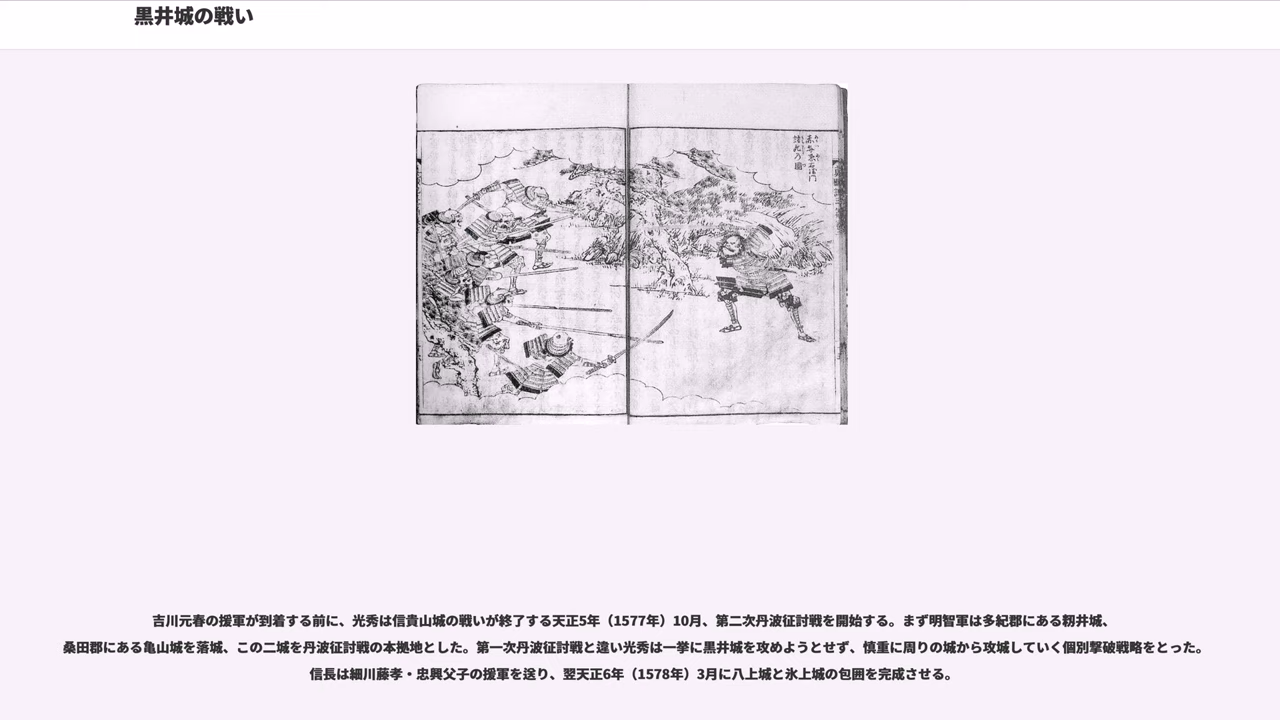 黒井城の戦い
吉川元春の援軍が到着する前に、光秀は信貴山城の戦いが終了する天正5年（1577年）10月、第二次丹波征討戦を開始する。まず明智軍は多紀郡にある籾井城、
桑田郡にある亀山城を落城、この二城を丹波征討戦の本拠地とした。第一次丹波征討戦と違い光秀は一挙に黒井城を攻めようとせず、慎重に周りの城から攻城していく個別撃破戦略をとった。
信長は細川藤孝・忠興父子の援軍を送り、翌天正6年（1578年）3月に八上城と氷上城の包囲を完成させる。